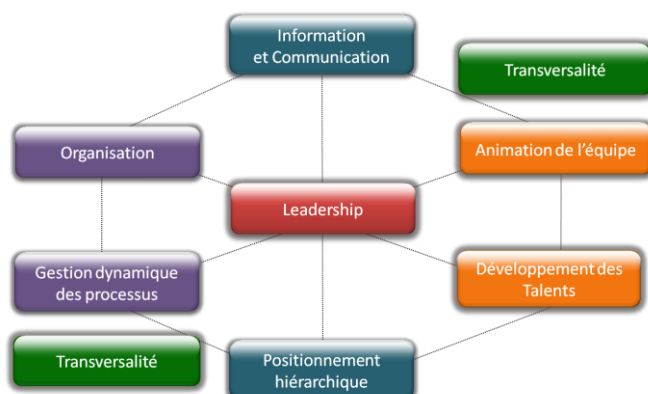 Information
et Communication
Transversalité
Organisation
Animation de l'équipe
Leadership
Gestion dynamique
des processus
Développement des
Talents
Transversalité
Positionnement
hiérarchique